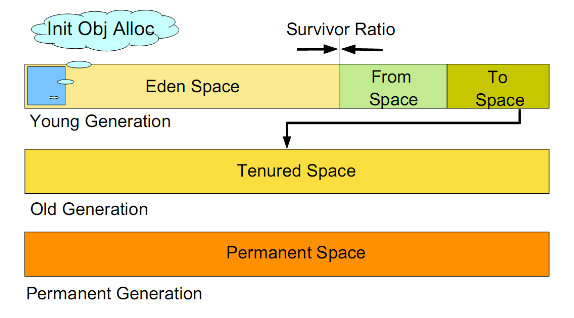 Init Obj Alloc
Survivor Ratio
Eden Space
From
Space
To
Space
Young Generation
Tenured Space
Old Generation
Permanent Space
Permanent Generation